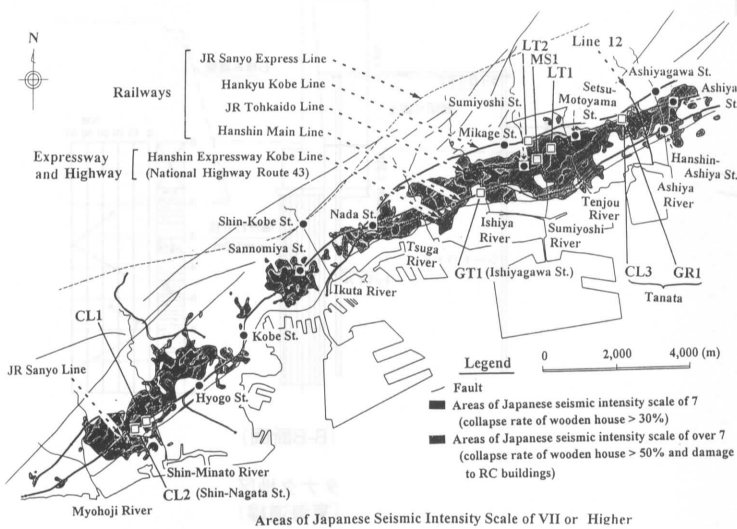 N
Railways
JR Sanyo Express Line
Hankyu Kobe Line
JR Tohkaido Line
Hanshin Main Line
Expressway
and Highway
Hanshin Expressway Kobe Line
(National Highway Route 43)
LT2
MS1
LT1
Line 12
Sumiyoshi St.
Mikage St.
Setsu-
Motoyama
St.
Ashiyagawa St.
Ashiya
St.
Hanshin-
Ashiya St.
Ashiya
River
Tenjou
River
Sumiyoshi
River
Ishiya
River
Tsuga
River
GT1 (Ishiyagawa St.)
CL3
GR1
Tanata
Shin-Kobe St.
Nada St.
Sannomiya St.
Ikuta River
Kobe St.
CL1
JR Sanyo Line
Hyogo St.
Shin-Minato River
CL2 (Shin-Nagata St.)
Myohoji River
Legend
0 2,000 4,000 (m)
Fault
Areas of Japanese seismic intensity scale of 7
(collapse rate of wooden house > 30%)
Areas of Japanese seismic intensity scale of over 7
(collapse rate of wooden house > 50% and damage
to RC buildings)
Areas of Japanese Seismic Intensity Scale of VII or Higher